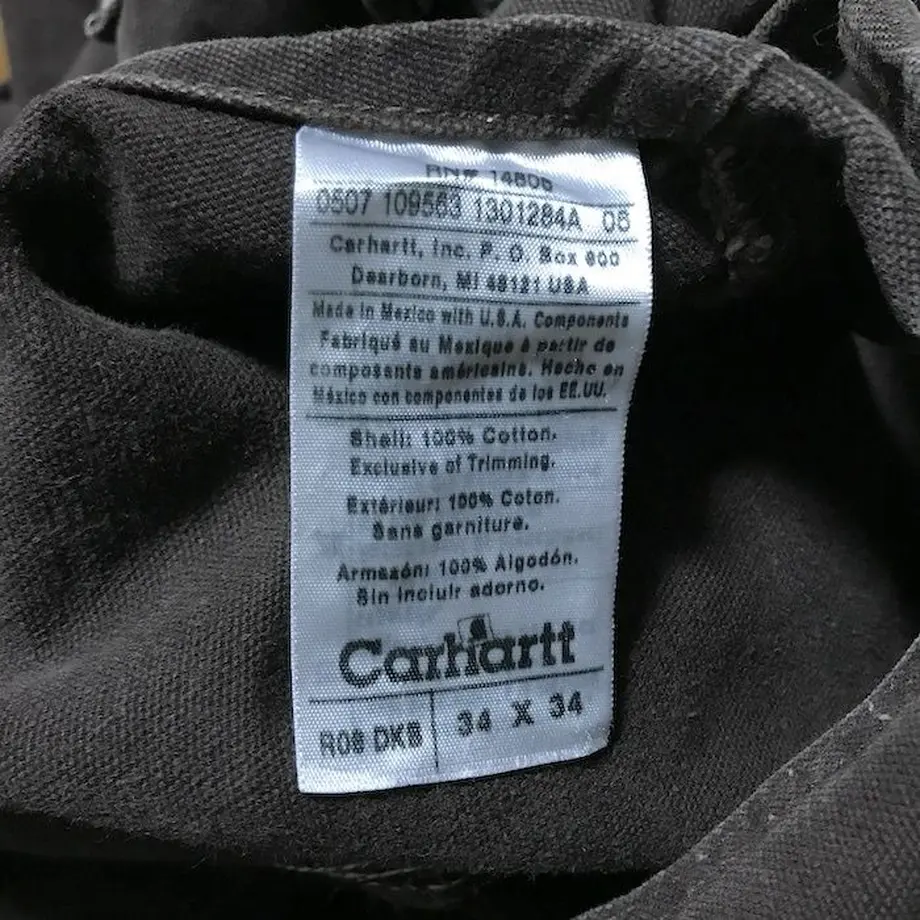 RN# 14806
0507 109563 1301284A 05
Carhartt, Inc. P. O. Box 600
Dearborn, MI 48121 USA
Made in Mexico with U.S.A. Components
Fabriqué au Mexique à partir de
composants américains. Hecho en
México con componentes de los EE.UU.
Shell: 100% Cotton.
Exclusive of Trimming.
Extérieur: 100% Coton.
Sans garniture.
Armazón: 100% Algodón.
Sin incluir adorno.
Carhartt
R08 DKB 34 X 34